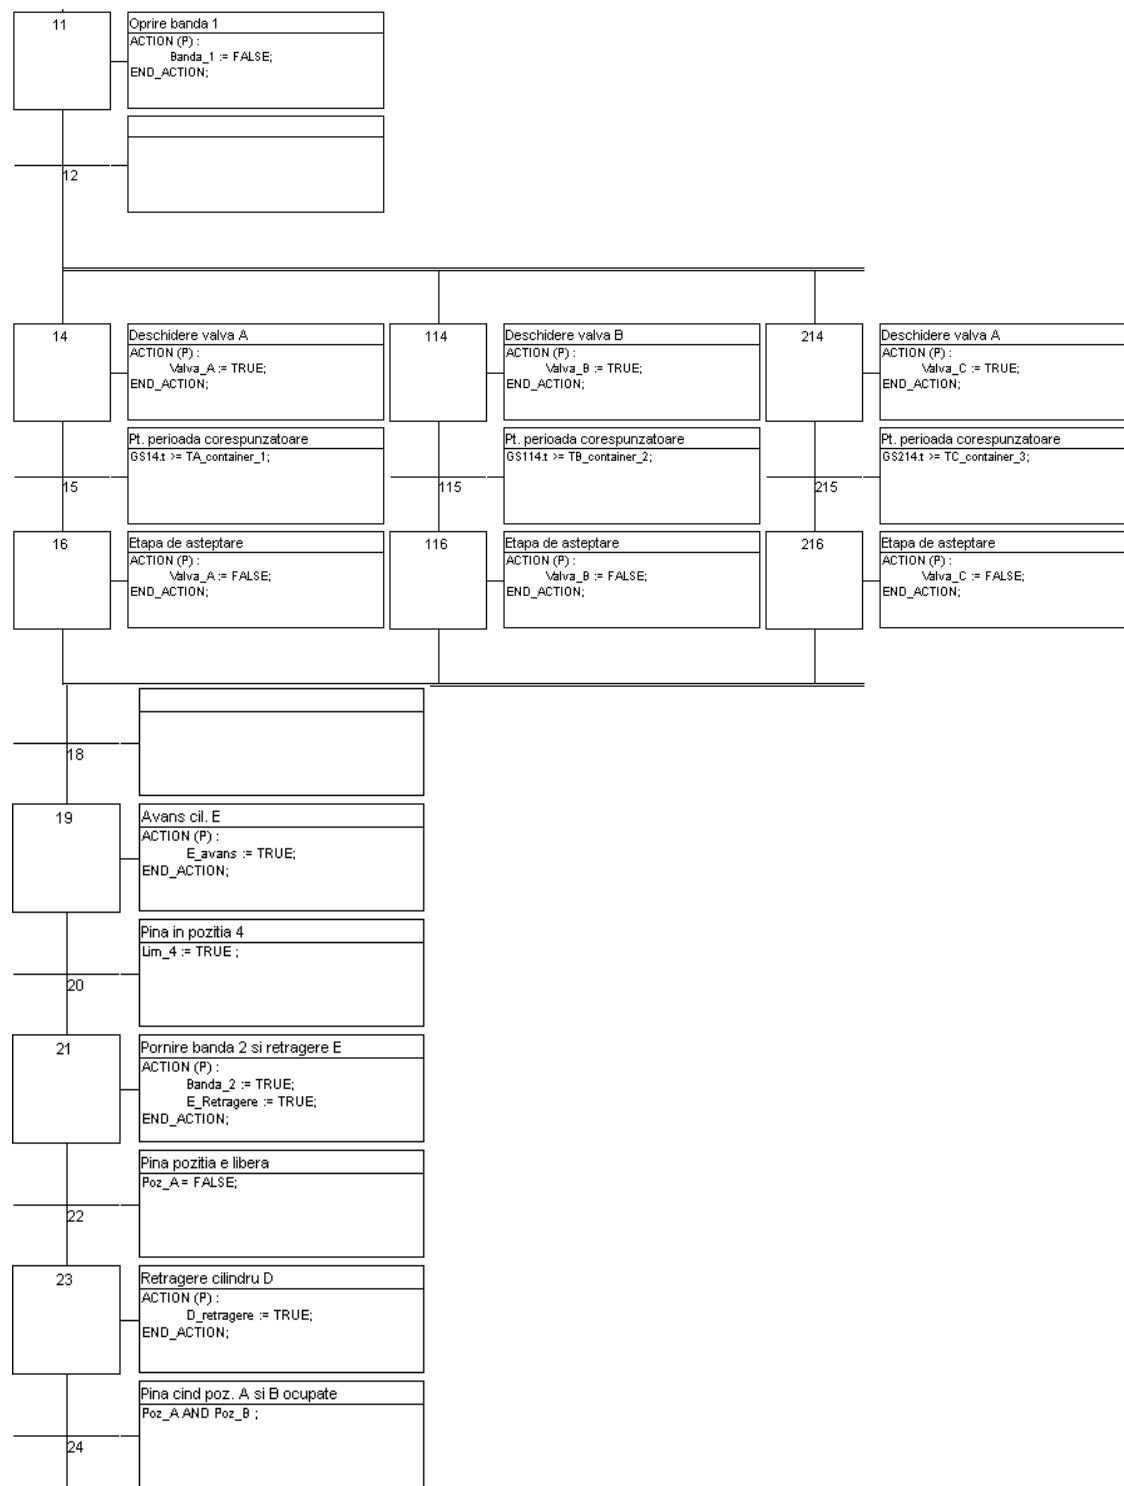 11
Oprire banda 1
ACTION (P) :
Banda_1 := FALSE;
END_ACTION;
12
14
Deschidere valva A
ACTION (P) :
Valva_A := TRUE;
END_ACTION;
114
Deschidere valva B
ACTION (P) :
Valva_B := TRUE;
END_ACTION;
214
Deschidere valva A
ACTION (P) :
Valva_C := TRUE;
END_ACTION;
15
Pt. perioada corespunzatoare
GS14.t >= TA_container_1;
115
Pt. perioada corespunzatoare
GS114.t >= TB_container_2;
215
Pt. perioada corespunzatoare
GS214.t >= TC_container_3;
16
Etapa de asteptare
ACTION (P) :
Valva_A := FALSE;
END_ACTION;
116
Etapa de asteptare
ACTION (P) :
Valva_B := FALSE;
END_ACTION;
216
Etapa de asteptare
ACTION (P) :
Valva_C := FALSE;
END_ACTION;
18
19
Avans cil. E
ACTION (P) :
E_avans := TRUE;
END_ACTION;
20
Pina in pozitia 4
Lim_4 := TRUE ;
21
Pornire banda 2 si retragere E
ACTION (P) :
Banda_2 := TRUE;
E_Retragere := TRUE;
END_ACTION;
22
Pina pozitia e libera
Poz_A = FALSE;
23
Retragere cilindru D
ACTION (P) :
D_retragere := TRUE;
END_ACTION;
24
Pina cind poz. A si B ocupate
Poz_A AND Poz_B ;